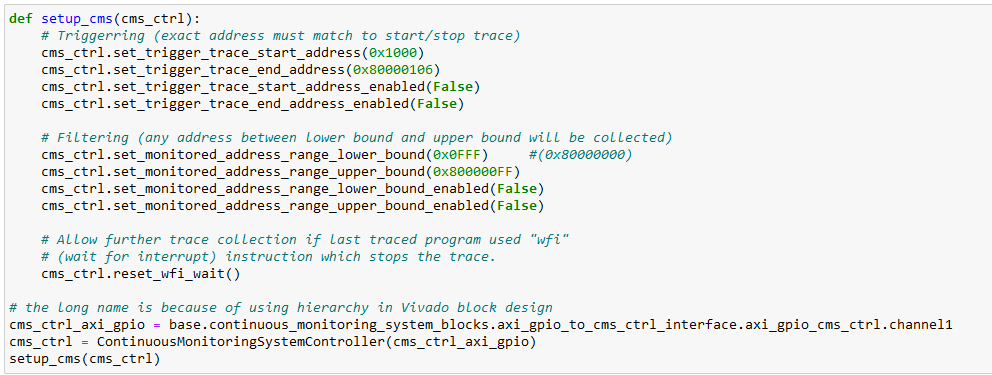 def setup_cms(cms_ctrl):
    # Triggerring (exact address must match to start/stop trace)
    cms_ctrl.set_trigger_trace_start_address(0x1000)
    cms_ctrl.set_trigger_trace_end_address(0x80000106)
    cms_ctrl.set_trigger_trace_start_address_enabled(False)
    cms_ctrl.set_trigger_trace_end_address_enabled(False)

    # Filtering (any address between lower bound and upper bound will be collected)
    cms_ctrl.set_monitored_address_range_lower_bound(0x0FFF)     #(0x80000000)
    cms_ctrl.set_monitored_address_range_upper_bound(0x800000FF)
    cms_ctrl.set_monitored_address_range_lower_bound_enabled(False)
    cms_ctrl.set_monitored_address_range_upper_bound_enabled(False)

    # Allow further trace collection if last traced program used "wfi"
    # (wait for interrupt) instruction which stops the trace.
    cms_ctrl.reset_wfi_wait()

# the long name is because of using hierarchy in Vivado block design
cms_ctrl_axi_gpio = base.continuous_monitoring_system_blocks.axi_gpio_to_cms_ctrl_interface.axi_gpio_cms_ctrl.channel1
cms_ctrl = ContinuousMonitoringSystemController(cms_ctrl_axi_gpio)
setup_cms(cms_ctrl)